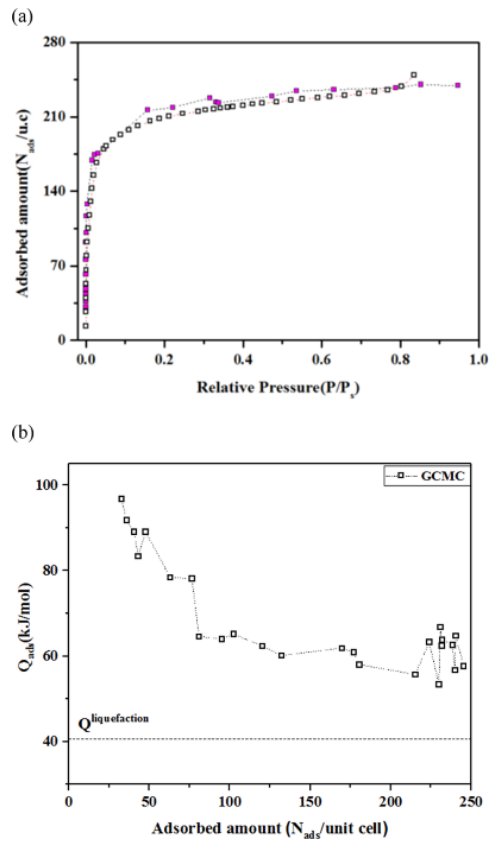 (a)
280
210
140
70
0
Adsorbed amount(N_ads/u.c)
0.0 0.2 0.4 0.6 0.8 1.0
Relative Pressure(P/P_s)
(b)
GCMC
100
80
60
40
Q_ads(kJ/mol)
Q^liquefaction
0 50 100 150 200 250
Adsorbed amount (N_ads/unit cell)